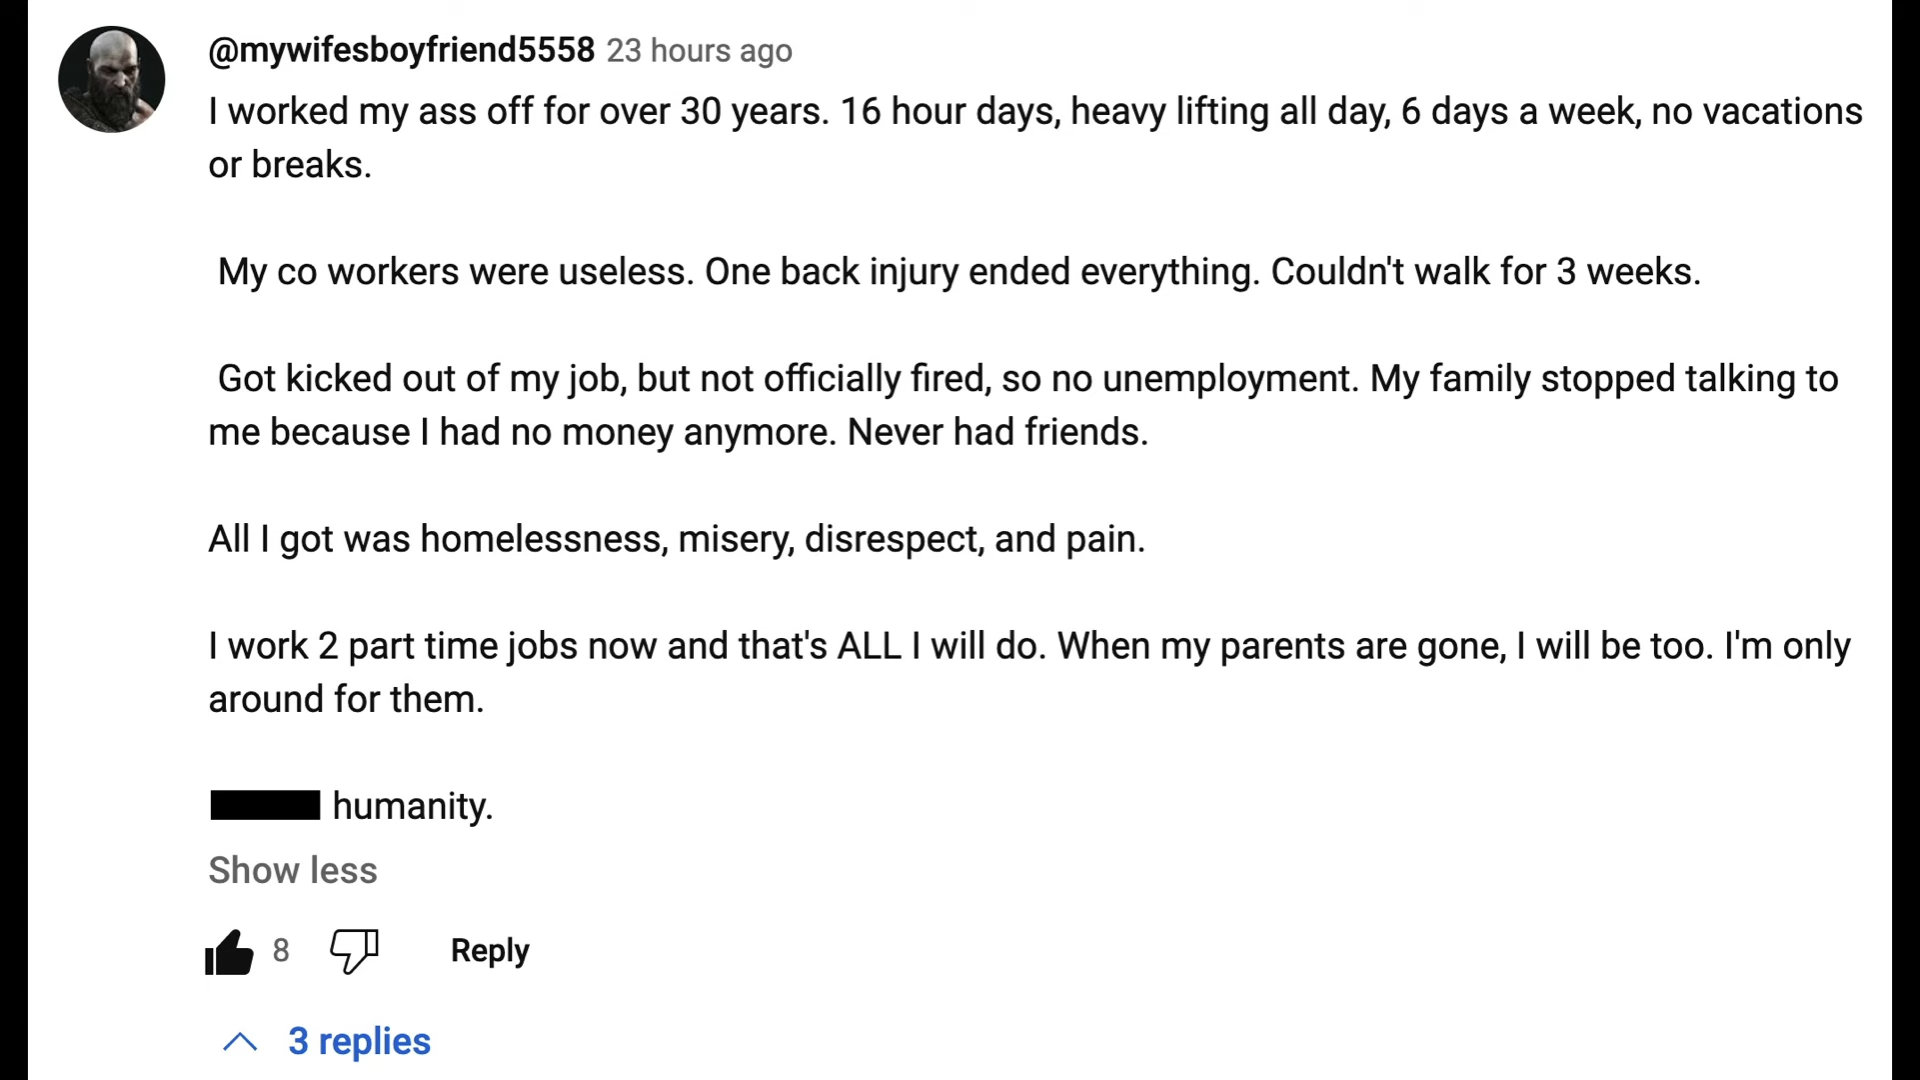 @mywifesboyfriend5558 23 hours ago
I worked my ass off for over 30 years. 16 hour days, heavy lifting all day, 6 days a week, no vacations
or breaks.
My co workers were useless. One back injury ended everything. Couldn't walk for 3 weeks.
Got kicked out of my job, but not officially fired, so no unemployment. My family stopped talking to
me because I had no money anymore. Never had friends.
All I got was homelessness, misery, disrespect, and pain.
I work 2 part time jobs now and that's ALL I will do. When my parents are gone, I will be too. I'm only
around for them.
humanity.
Show less
8 Reply
3 replies